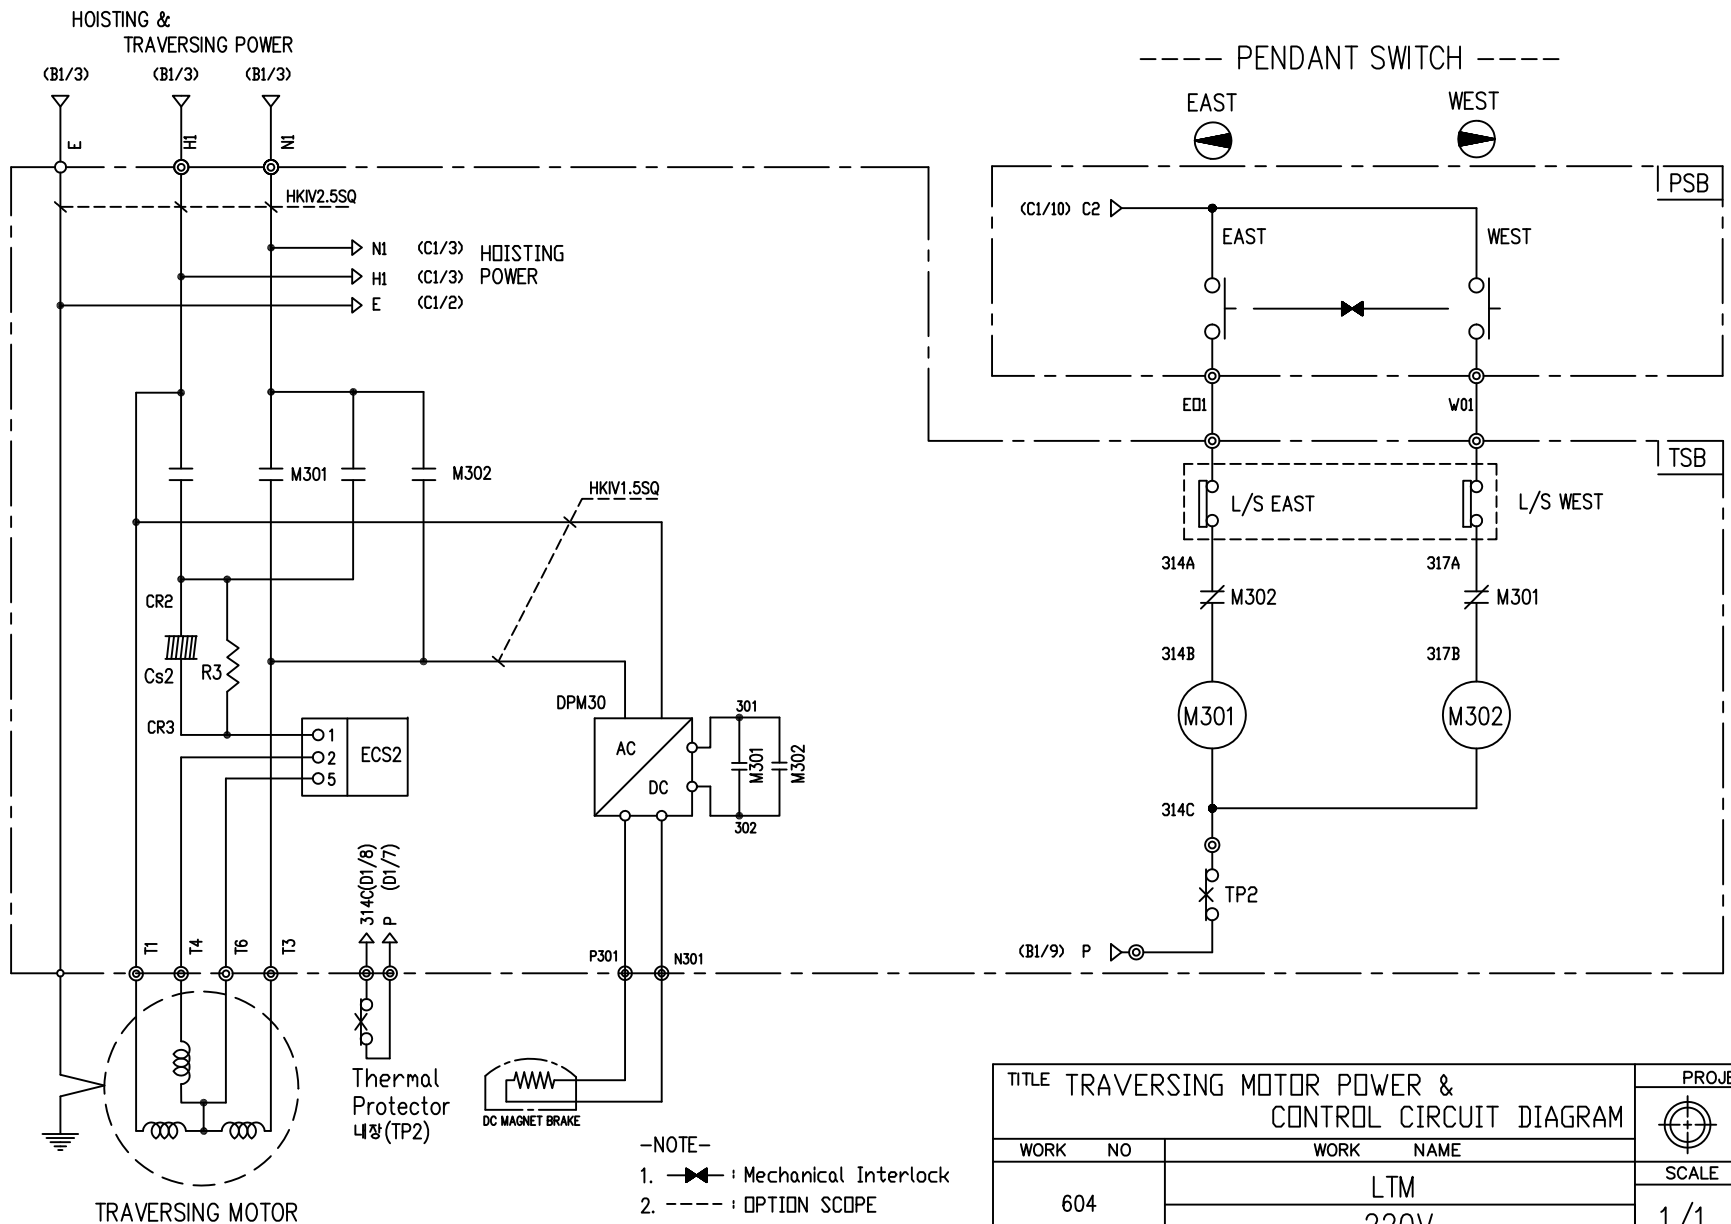 HOISTING &
TRAVERSING POWER
(B1/3)
(B1/3)
(B1/3)
E
H1
N1
HKIV2.5SQ
N1 (C1/3) HOISTING
H1 (C1/3) POWER
E (C1/2)
M301
M302
HKIV1.5SQ
CR2
Cs2
R3
CR3
1
2
5
ECS2
DPM30
AC
DC
301
M301
M302
302
314C(D1/8)
P (D1/7)
T1
T4
T6
T3
P301
N301
Thermal
Protector
내장(TP2)
DC MAGNET BRAKE
TRAVERSING MOTOR
-NOTE-
1. : Mechanical Interlock
2. ----- : OPTION SCOPE
---- PENDANT SWITCH ----
EAST
WEST
PSB
(C1/10) C2
EAST
WEST
E01
W01
TSB
L/S EAST
L/S WEST
314A
317A
M302
M301
314B
317B
M301
M302
314C
TP2
(B1/9) P
TITLE TRAVERSING MOTOR POWER &
CONTROL CIRCUIT DIAGRAM
WORK NO
WORK NAME
604
LTM
220V
SCALE
1/1